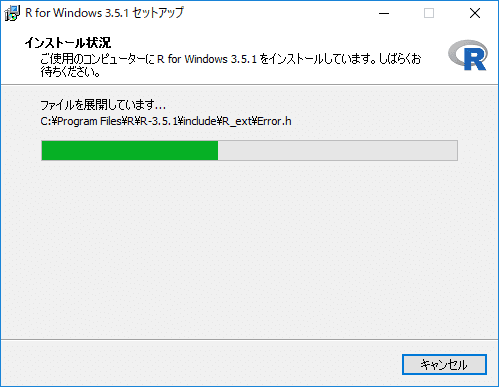 R for Windows 3.5.1 セットアップ
インストール状況
ご使用のコンピューターに R for Windows 3.5.1 をインストールしています。しばらくお
待ちください。
R
ファイルを展開しています...
C:¥Program Files¥R¥R-3.5.1¥include¥R_ext¥Error.h
キャンセル